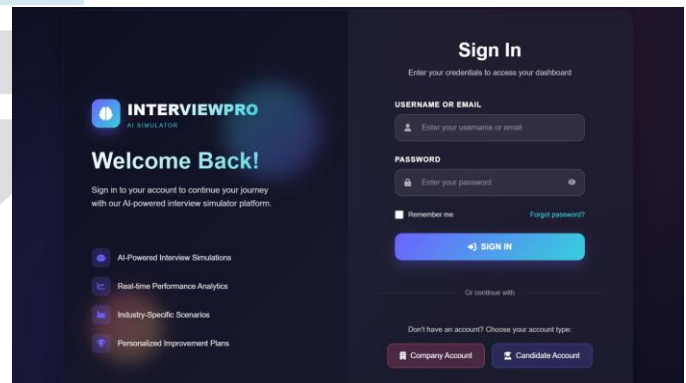 INTERVIEWPRO
AI SIMULATOR
Welcome Back!
Sign in to your account to continue your journey
with our AI-powered interview simulator platform.
AI-Powered Interview Simulations
Real-time Performance Analytics
Industry-Specific Scenarios
Personalized Improvement Plans
Sign In
Enter your credentials to access your dashboard
USERNAME OR EMAIL
Enter your username or email
PASSWORD
Enter your password
Remember me
Forgot password?
SIGN IN
Or continue with
Don't have an account? Choose your account type:
Company Account
Candidate Account